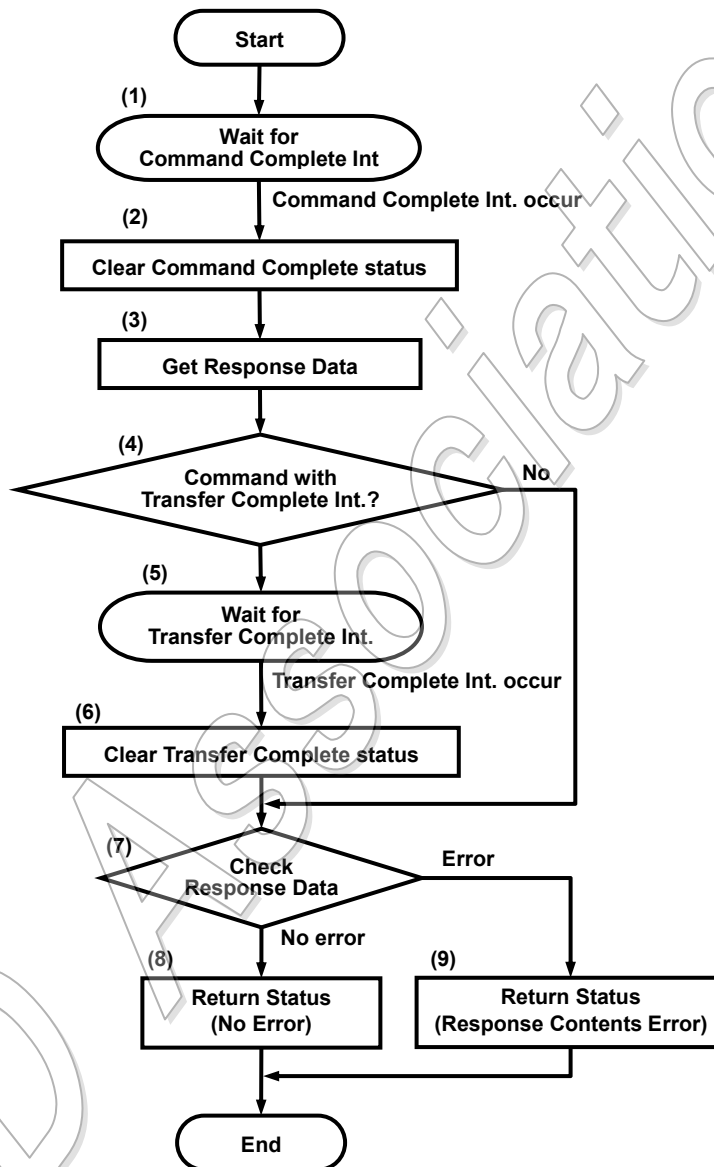 Start
(1)
Wait for
Command Complete Int
Command Complete Int. occur
(2)
Clear Command Complete status
(3)
Get Response Data
(4)
Command with
Transfer Complete Int.?
No
(5)
Wait for
Transfer Complete Int.
Transfer Complete Int. occur
(6)
Clear Transfer Complete status
(7)
Check
Response Data
Error
No error
(8)
Return Status
(No Error)
(9)
Return Status
(Response Contents Error)
End
D Associatio